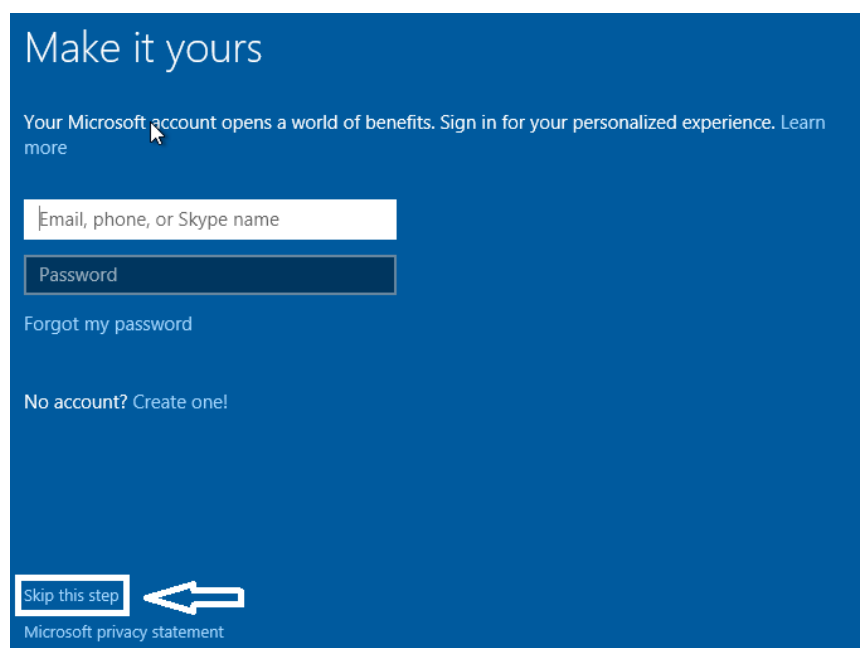 Make it yours
Your Microsoft account opens a world of benefits. Sign in for your personalized experience. Learn
more
Email, phone, or Skype name
Password
Forgot my password
No account? Create one!
Skip this step
Microsoft privacy statement